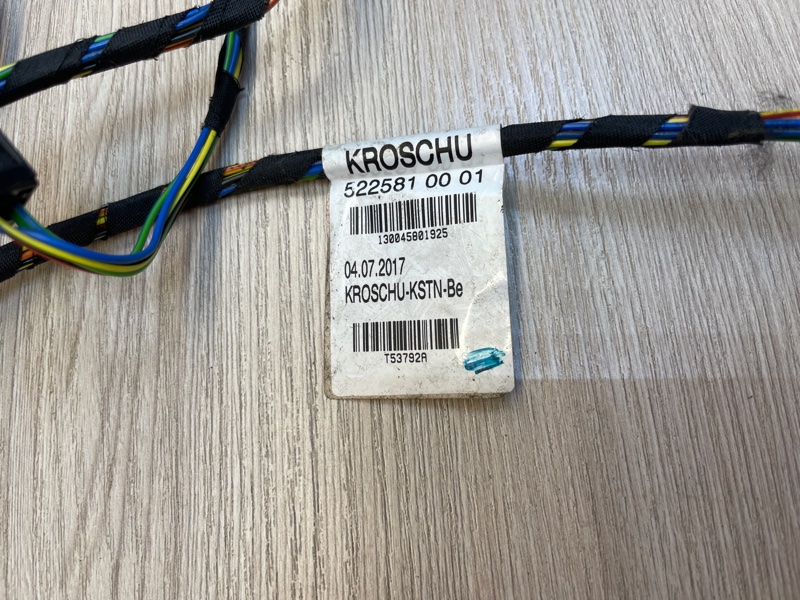 KROSCHU
522581 00 01
130045801925
04.07.2017
KROSCHU-KSTN-Be
T53792A